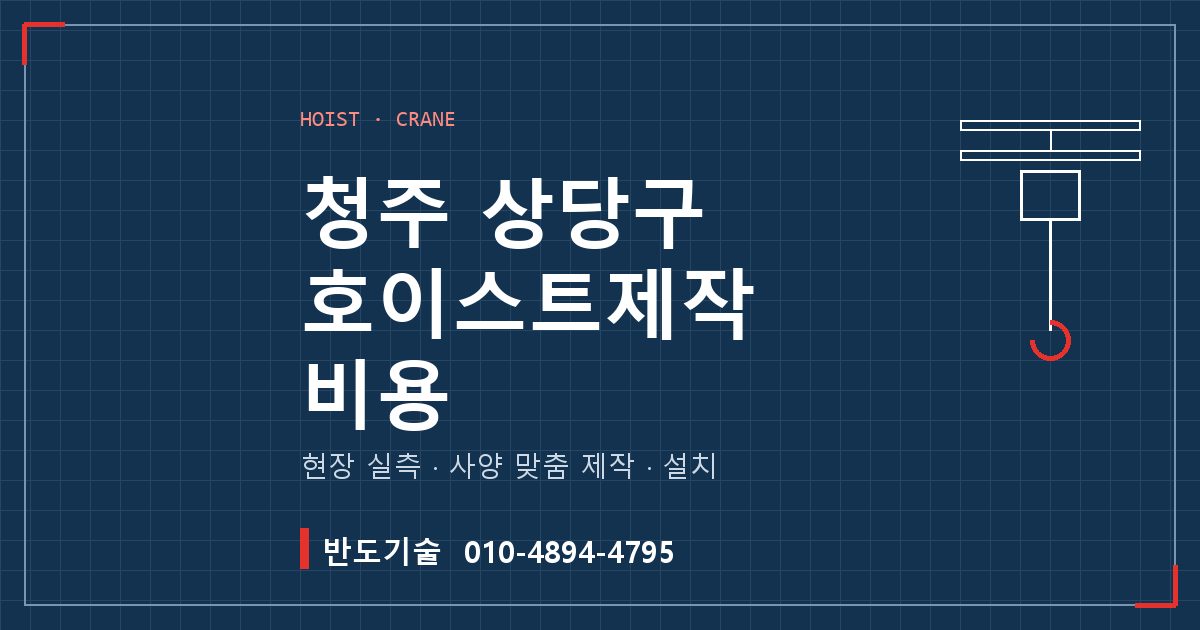 HOIST · CRANE
청주 상당구
호이스트제작
비용
현장 실측 · 사양 맞춤 제작 · 설치
반도기술 010-4894-4795